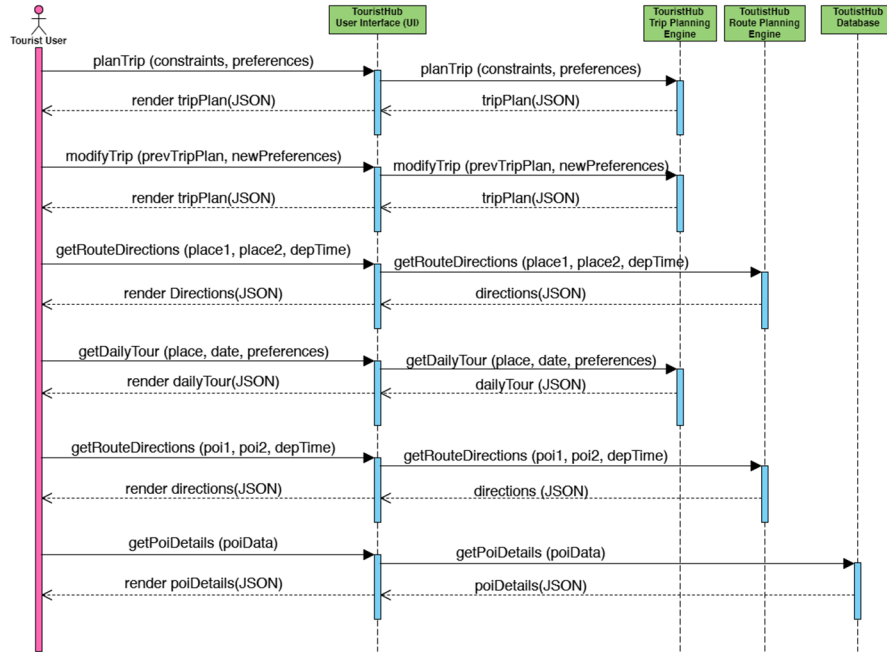 TouristHub
User Interface (UI)
TouristHub
Trip Planning
Engine
ToutistHub
Route Planning
Engine
ToutistHub
Database
Tourist User
planTrip (constraints, preferences)
planTrip (constraints, preferences)
render tripPlan(JSON)
tripPlan(JSON)
modifyTrip (prevTripPlan, newPreferences)
modifyTrip (prevTripPlan, newPreferences)
render tripPlan(JSON)
tripPlan(JSON)
getRouteDirections (place1, place2, depTime)
getRouteDirections (place1, place2, depTime)
render Directions(JSON)
directions(JSON)
getDailyTour (place, date, preferences)
getDailyTour (place, date, preferences)
render dailyTour(JSON)
dailyTour (JSON)
getRouteDirections (poi1, poi2, depTime)
getRouteDirections (poi1, poi2, depTime)
render directions(JSON)
directions (JSON)
getPoiDetails (poiData)
getPoiDetails (poiData)
render poiDetails(JSON)
poiDetails(JSON)